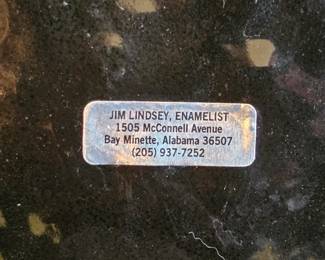 JIM LINDSEY, ENAMELIST
1505 McConnell Avenue
Bay Minette, Alabama 36507
(205) 937-7252